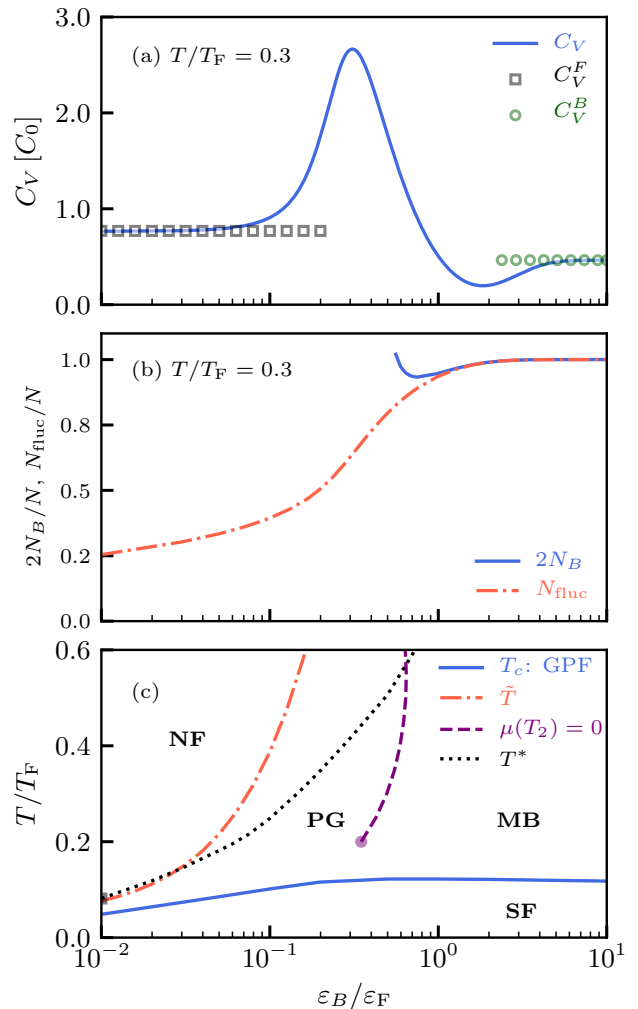 3.0
2.0
1.0
0.0
C_V [C_0]
(a) T/T_F = 0.3
C_V
C_V^F
C_V^B
1.0
0.8
0.5
0.2
1.0
2N_B/N, N_fluc/N
(b) T/T_F = 0.3
2N_B
N_fluc
0.6
0.4
0.2
0.0
T/T_F
(c)
T_c: GPF
T̃
μ(T_2) = 0
T*
NF
PG
MB
SF
10^−2 10^−1 10^0 10^1
ε_B/ε_F